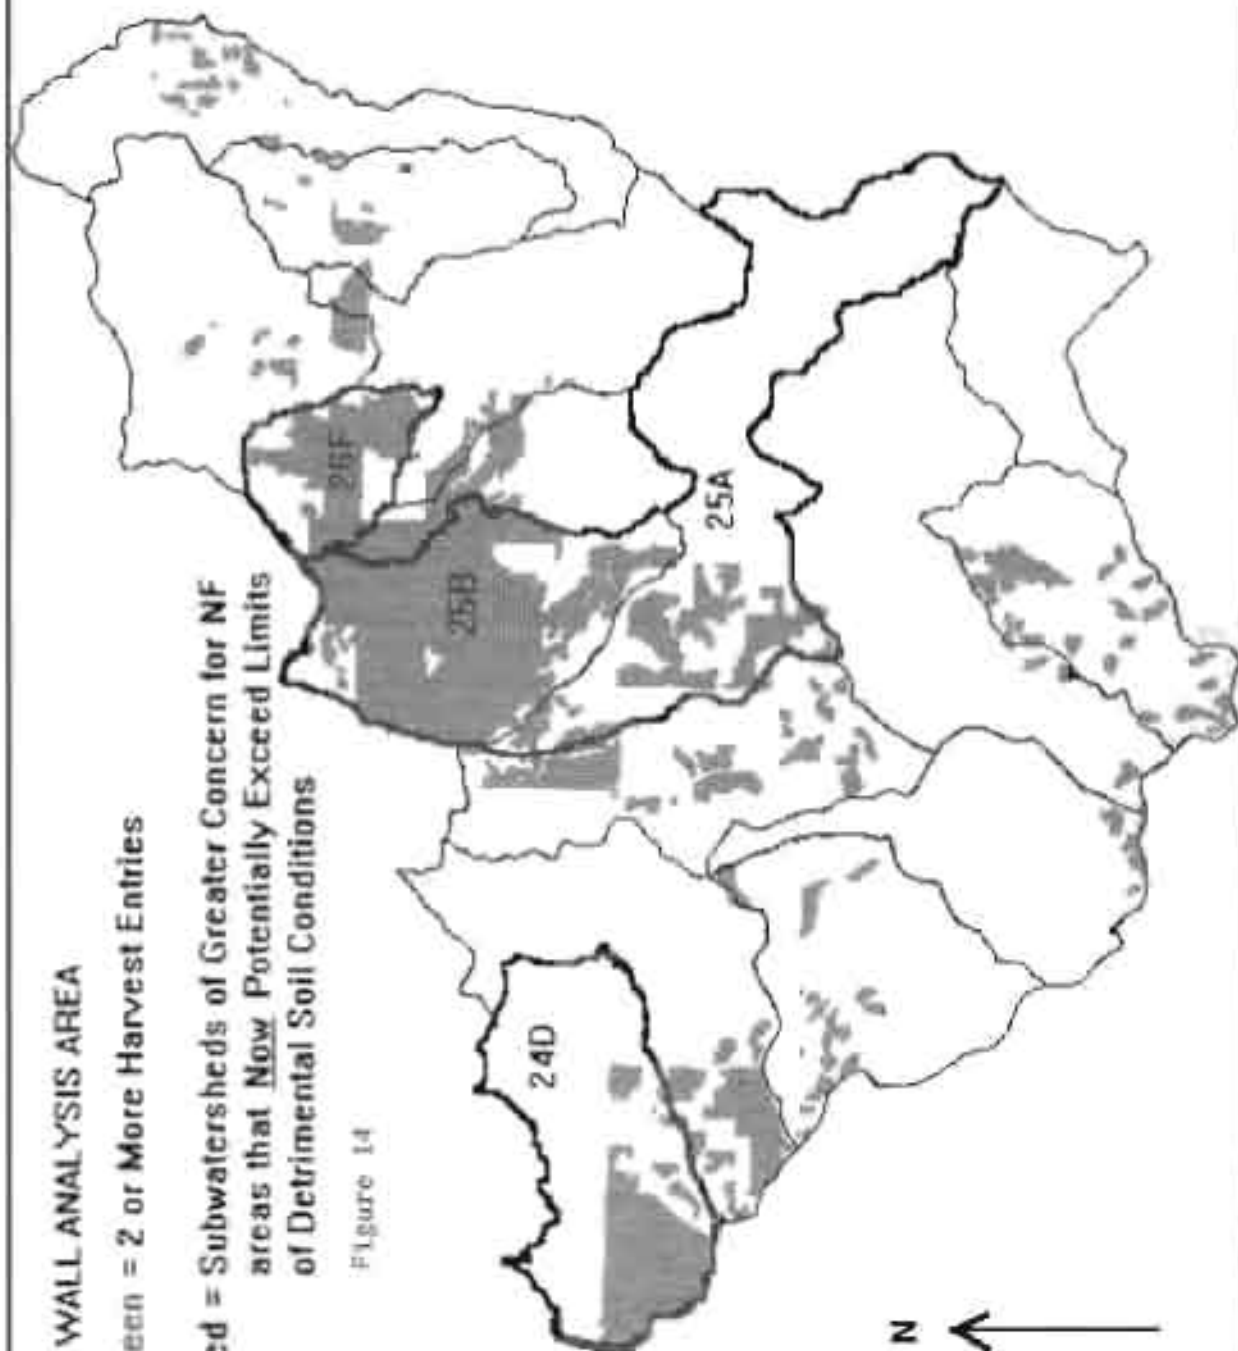 WALL ANALYSIS AREA
een = 2 or More Harvest Entries
ed = Subwatersheds of Greater Concern for NF
areas that Now Potentially Exceed Limits
of Detrimental Soil Conditions
Figure 14
24D
25B
25A
N